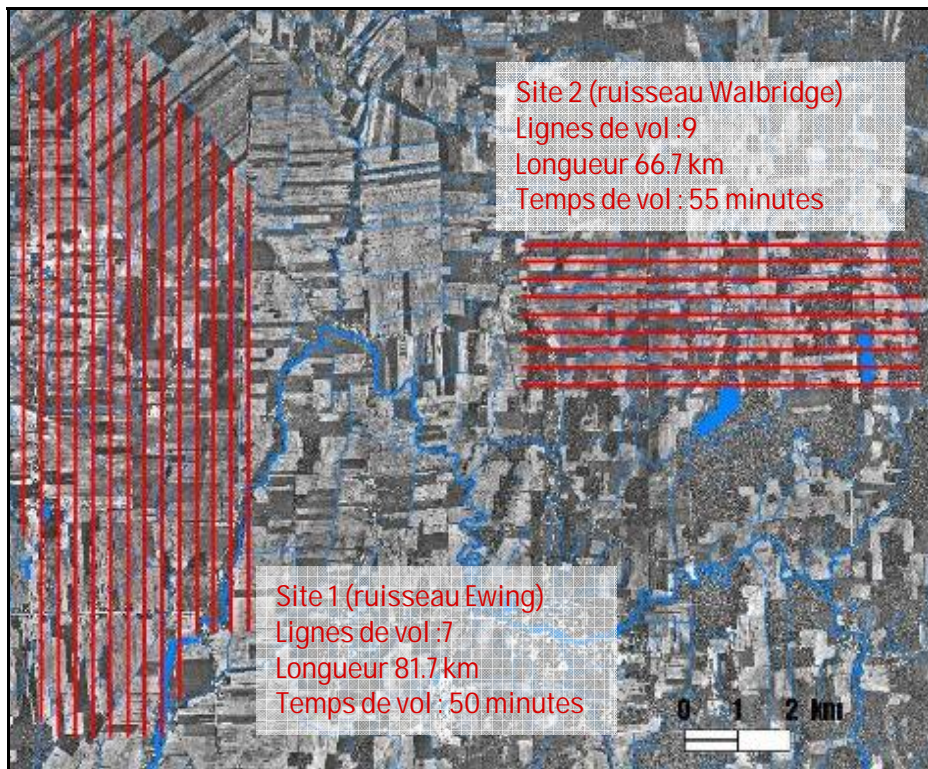 Site 2 (ruisseau Walbridge)
Lignes de vol :9
Longueur 66.7 km
Temps de vol : 55 minutes
Site 1 (ruisseau Ewing)
Lignes de vol :7
Longueur 81.7 km
Temps de vol : 50 minutes
0 1 2 km